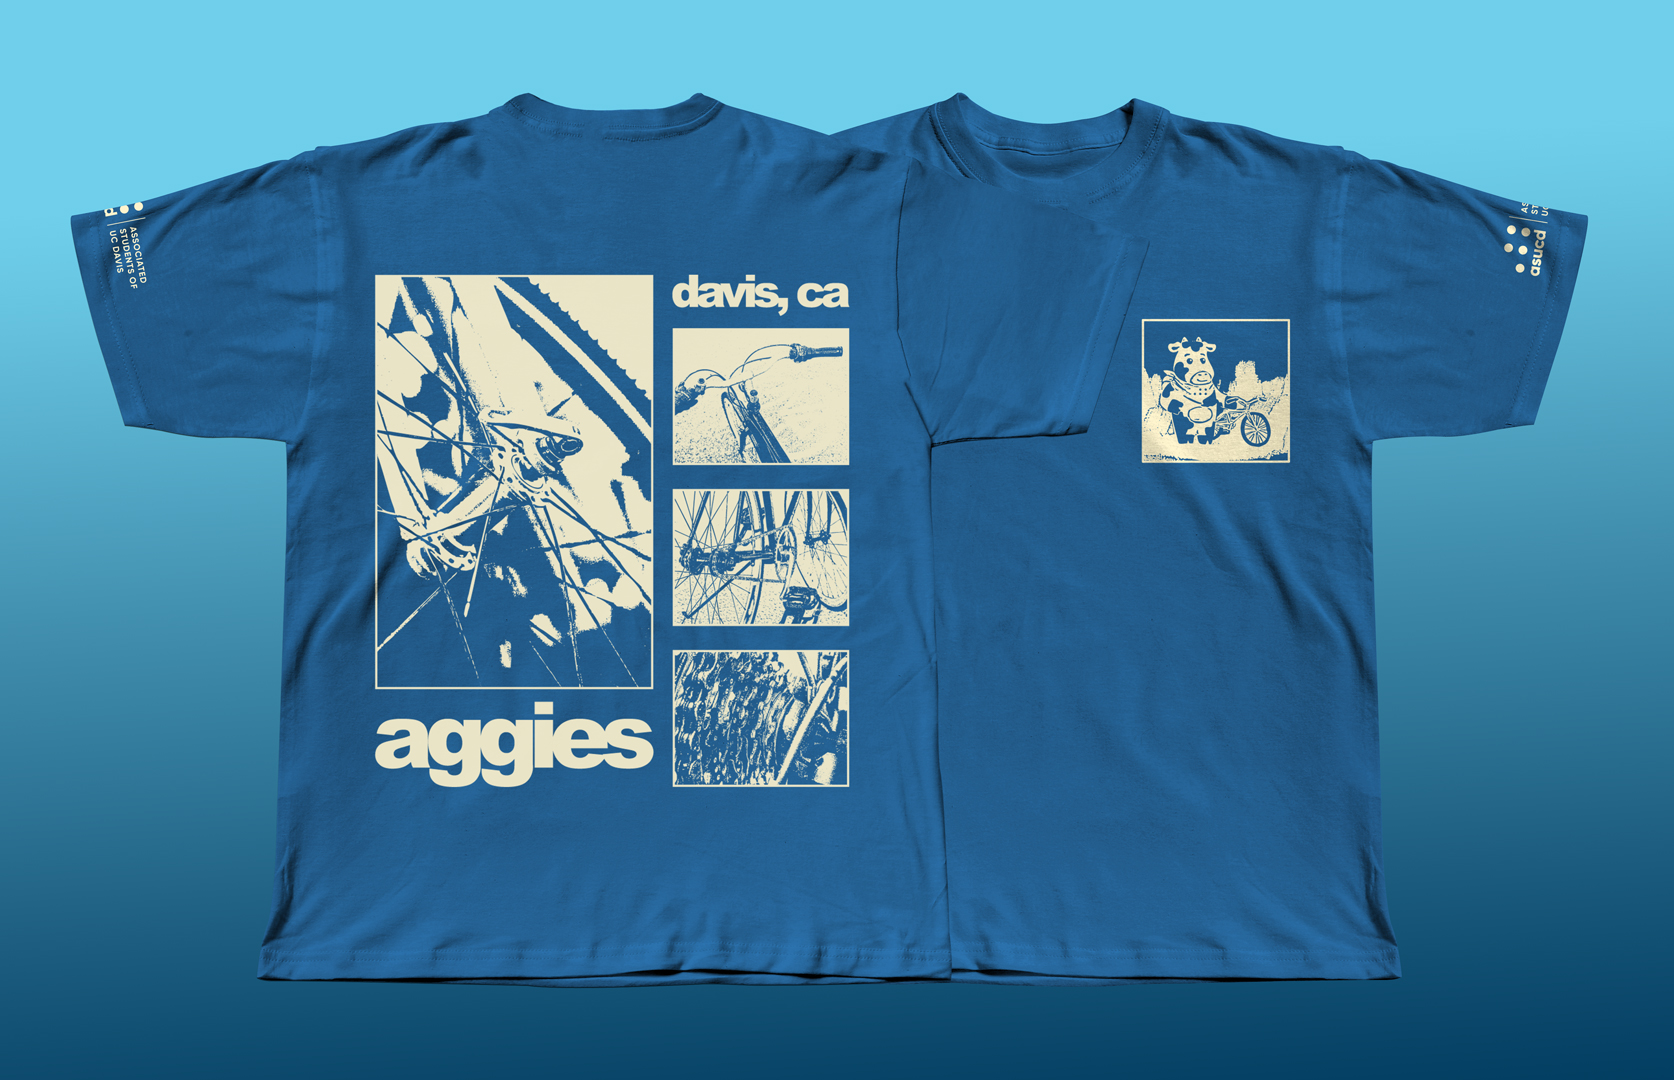 davis, ca
aggies
ASSOCIATED
STUDENTS OF
UC DAVIS
asucd